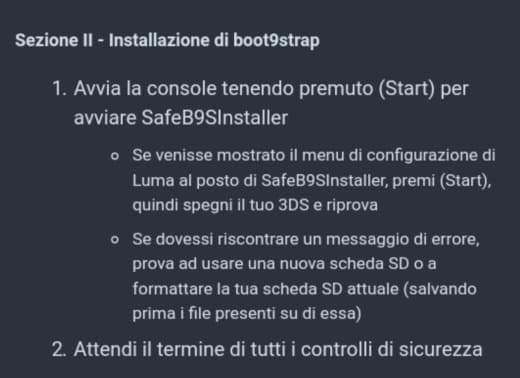 Sezione II - Installazione di boot9strap
1. Avvia la console tenendo premuto (Start) per
avviare SafeB9SInstaller
Se venisse mostrato il menu di configurazione di
Luma al posto di SafeB9SInstaller, premi (Start),
quindi spegni il tuo 3DS e riprova
Se dovessi riscontrare un messaggio di errore,
prova ad usare una nuova scheda SD o a
formattare la tua scheda SD attuale (salvando
prima i file presenti su di essa)
2. Attendi il termine di tutti i controlli di sicurezza